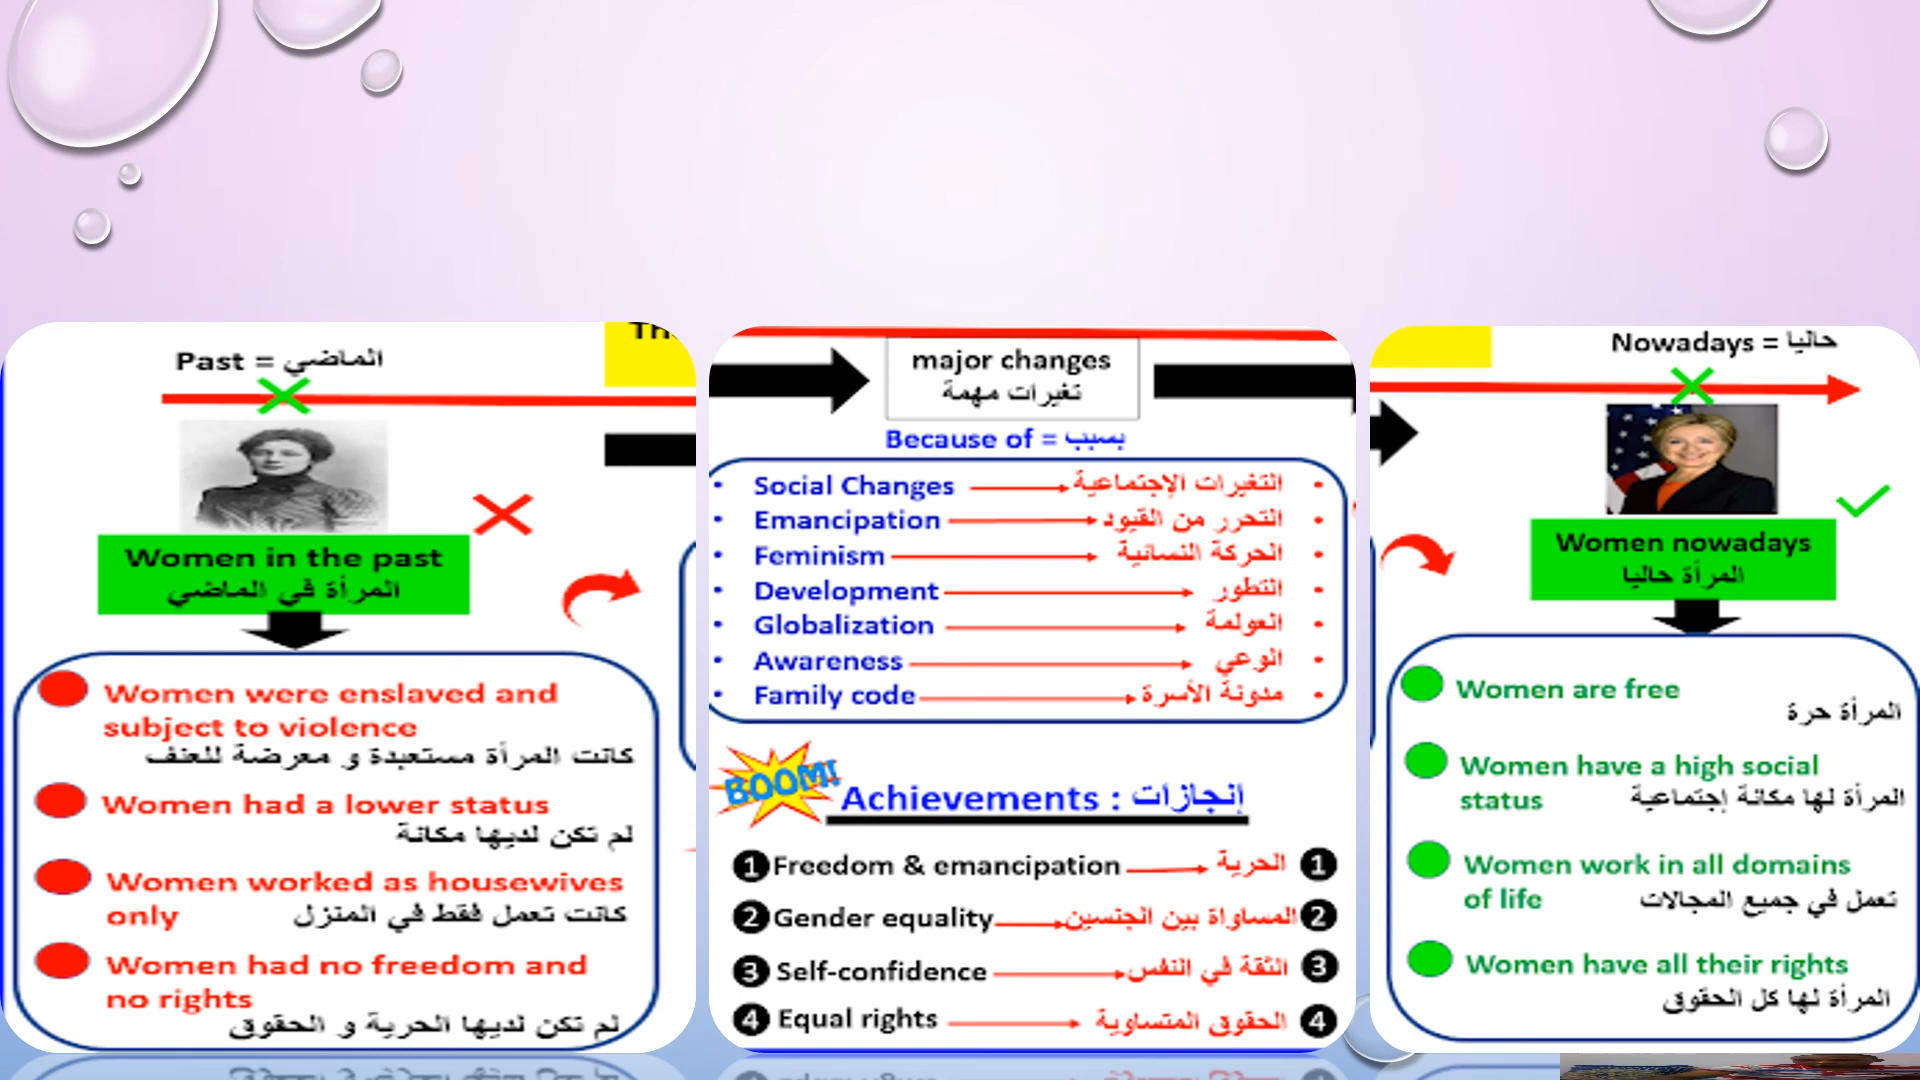 Past = الماضي
Women in the past
المرأة في الماضي
Women were enslaved and
subject to violence
كانت المرأة مستعبدة و معرضة للعنف
Women had a lower status
لم تكن لديها مكانة
Women worked as housewives
only كانت تعمل فقط في المنزل
Women had no freedom and
no rights
لم تكن لديها الحرية و الحقوق
major changes
تغيرات مهمة
Because of = بسبب
• Social Changes التغيرات الإجتماعية •
• Emancipation التحرر من القيود •
• Feminism الحركة النسائية •
• Development التطور •
• Globalization العولمة •
• Awareness الوعي •
• Family code مدونة الأسرة •
BOOM!
Achievements : إنجازات
1 Freedom & emancipation الحرية 1
2 Gender equality المساواة بين الجنسين 2
3 Self-confidence الثقة في النفس 3
4 Equal rights الحقوق المتساوية 4
Nowadays = حاليا
Women nowadays
المرأة حاليا
Women are free
المرأة حرة
Women have a high social
status المرأة لها مكانة إجتماعية
Women work in all domains
of life تعمل في جميع المجالات
Women have all their rights
المرأة لها كل الحقوق